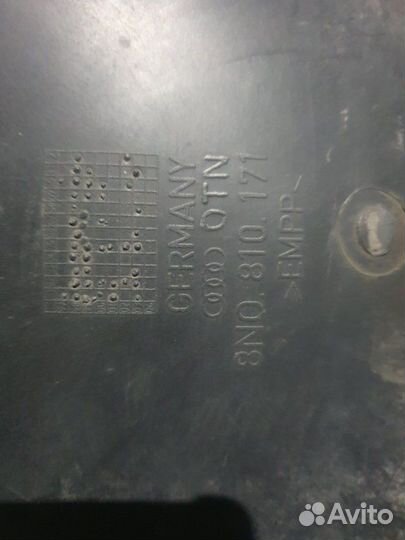 GERMANY
OTN
8N0. 810. 171
>EMPP<
Avito